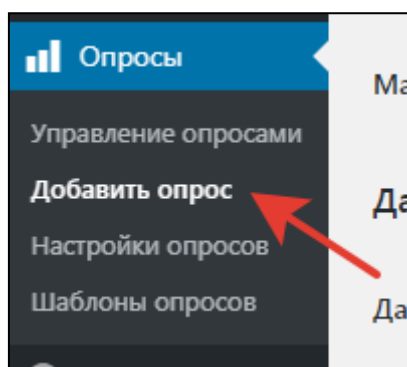 Опросы
Управление опросами
Добавить опрос
Настройки опросов
Шаблоны опросов